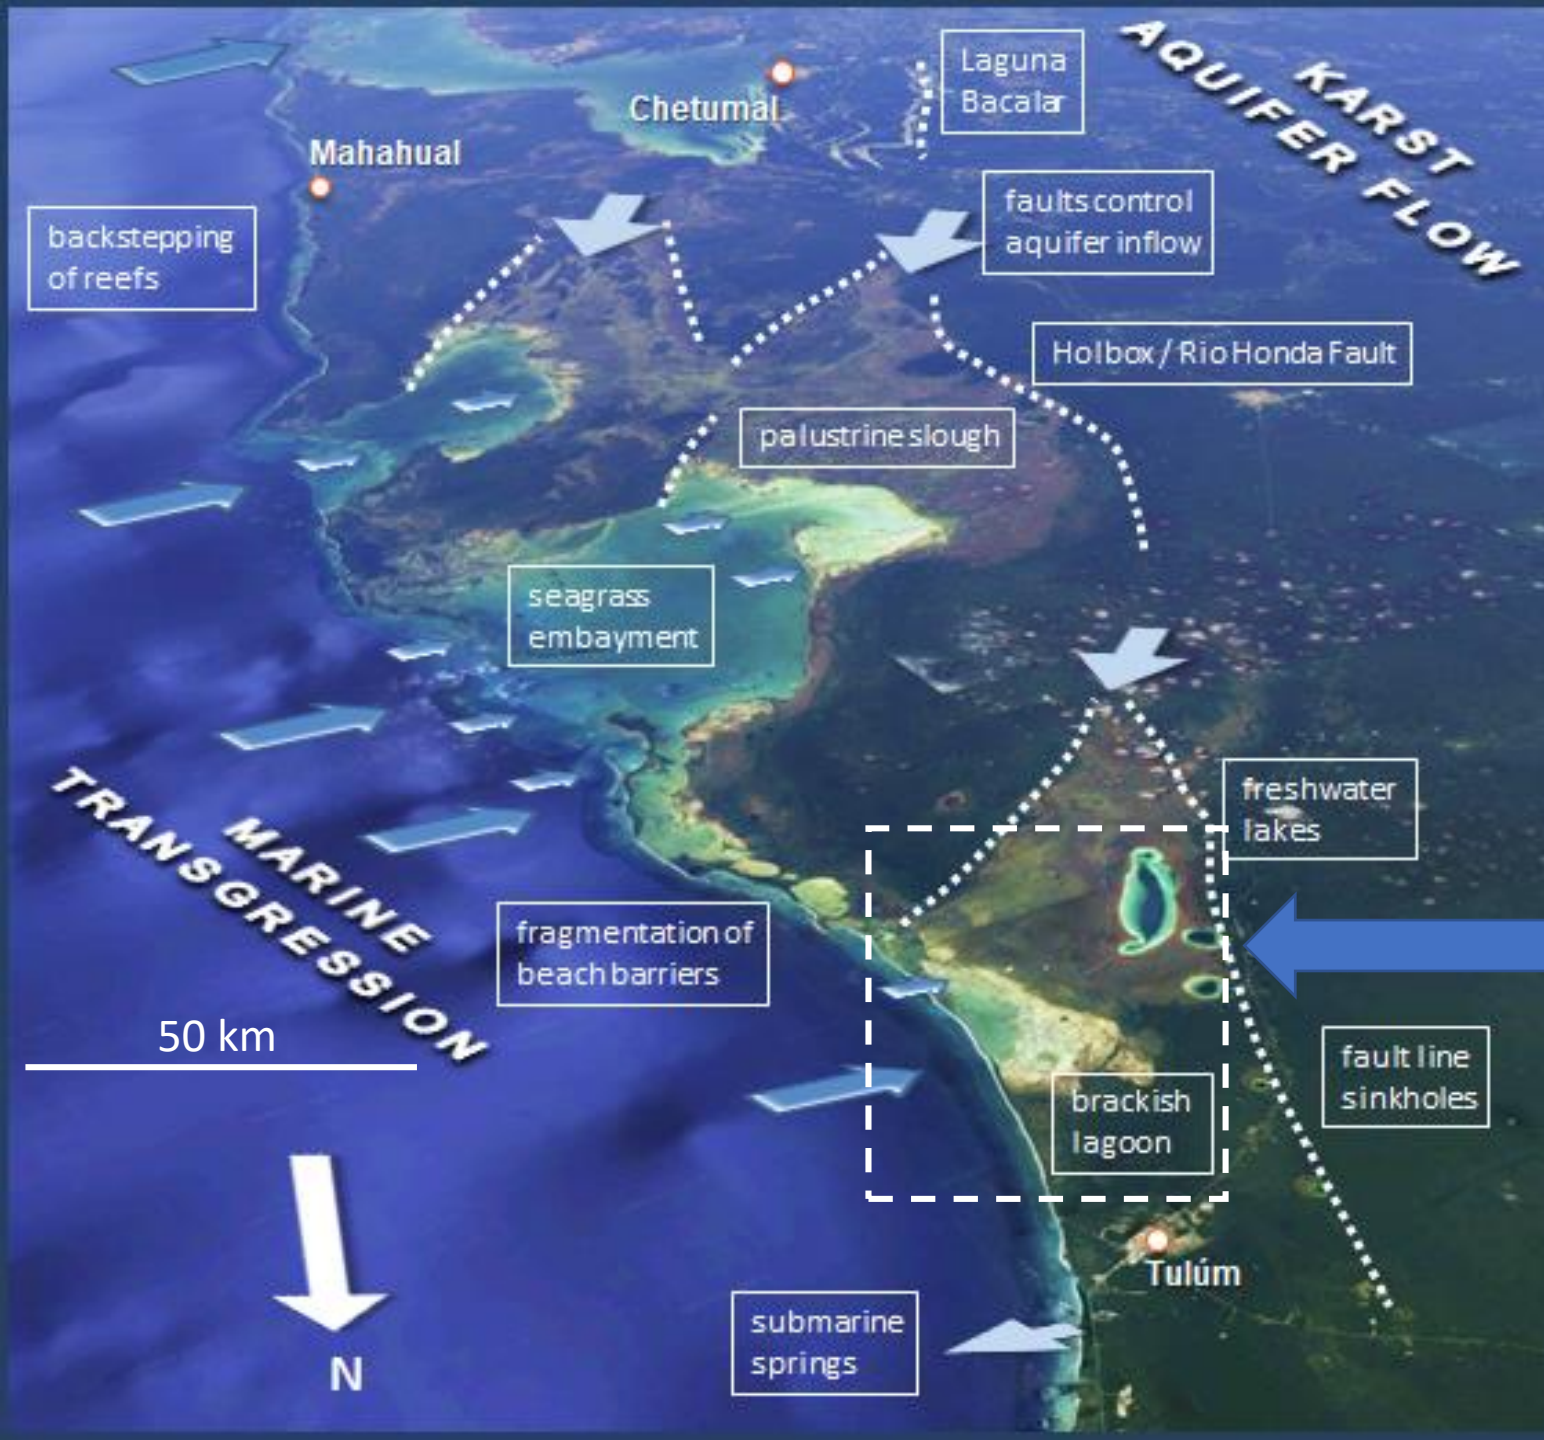 Laguna
Bacalar
KARST
AQUIFER FLOW
Chetumal
Mahahual
faults control
aquifer inflow
backstepping
of reefs
Holbox / Rio Honda Fault
palustrine slough
seagrass
embayment
freshwater
lakes
MARINE
TRANSGRESSION
fragmentation of
beach barriers
50 km
fault line
sinkholes
brackish
lagoon
Tulúm
submarine
springs
N